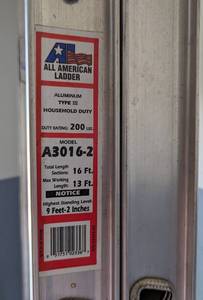 ALL AMERICAN
LADDER
ALUMINUM
TYPE III
HOUSEHOLD DUTY
DUTY RATING: 200 LBS.
MODEL
A3016-2
Total Length
Sections: 16 Ft.
Max Working
Length: 13 Ft.
NOTICE
Highest Standing Level
9 Feet-2 Inches